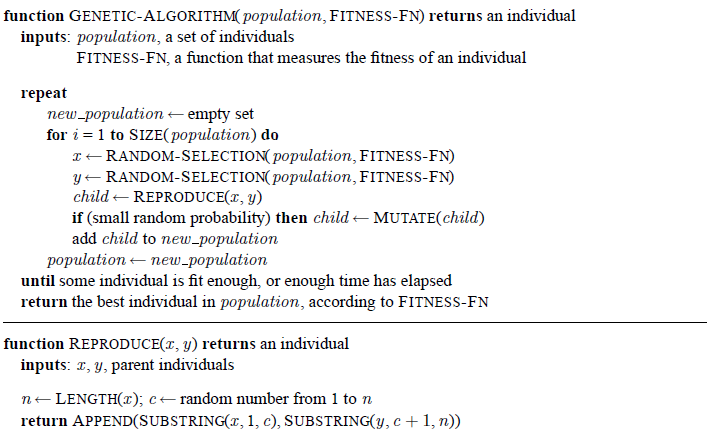 function GENETIC-ALGORITHM(population, FITNESS-FN) returns an individual
inputs: population, a set of individuals
FITNESS-FN, a function that measures the fitness of an individual
repeat
new_population ← empty set
for i = 1 to SIZE(population) do
x ← RANDOM-SELECTION(population, FITNESS-FN)
y ← RANDOM-SELECTION(population, FITNESS-FN)
child ← REPRODUCE(x, y)
if (small random probability) then child ← MUTATE(child)
add child to new_population
population ← new_population
until some individual is fit enough, or enough time has elapsed
return the best individual in population, according to FITNESS-FN
function REPRODUCE(x, y) returns an individual
inputs: x, y, parent individuals
n ← LENGTH(x); c ← random number from 1 to n
return APPEND(SUBSTRING(x, 1, c), SUBSTRING(y, c + 1, n))